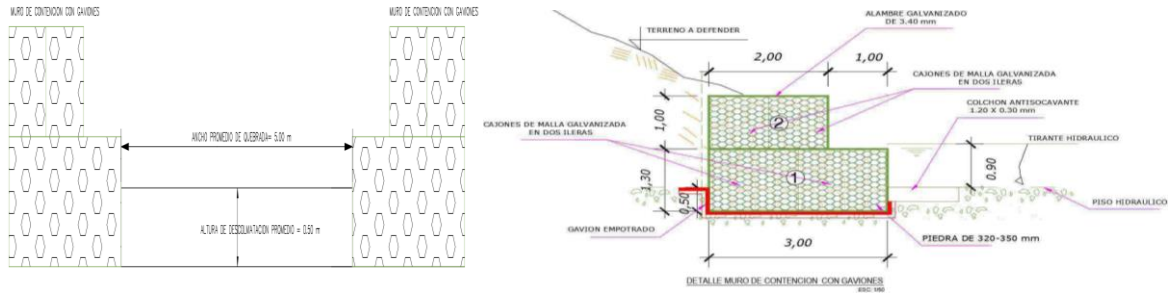 MURO DE CONTENCION CON GAVIONES
MURO DE CONTENCION CON GAVIONES
ANCHO PROMEDIO DE QUEBRADA= 5.00 m
ALTURA DE DESCOLMATACION PROMEDIO = 0.50 m
ALAMBRE GALVANIZADO
DE 3.40 mm
TERRENO A DEFENDER
2,00
1,00
CAJONES DE MALLA GALVANIZADA
EN DOS ILERAS
COLCHON ANTISOCAVANTE
1.20 X 0.30 mm
CAJONES DE MALLA GALVANIZADA
EN DOS ILERAS
1,00
2
TIRANTE HIDRAULICO
1,30
1
0.90
0,50
PISO HIDRAULICO
GAVION EMPOTRADO
3,00
PIEDRA DE 320-350 mm
DETALLE MURO DE CONTENCION CON GAVIONES